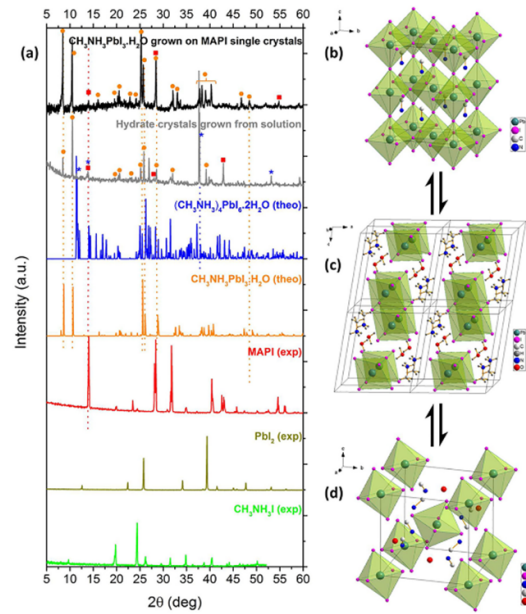 (a)
CH₃NH₃PbI₃.H₂O grown on MAPI single crystals
Hydrate crystals grown from solution
(CH₃NH₃)₄PbI₆.2H₂O (theo)
CH₃NH₃PbI₃.H₂O (theo)
MAPI (exp)
PbI₂ (exp)
CH₃NH₃I (exp)
Intensity (a.u.)
5 10 15 20 25 30 35 40 45 50 55 60
5 10 15 20 25 30 35 40 45 50 55 60
2θ (deg)
(b)
(c)
(d)